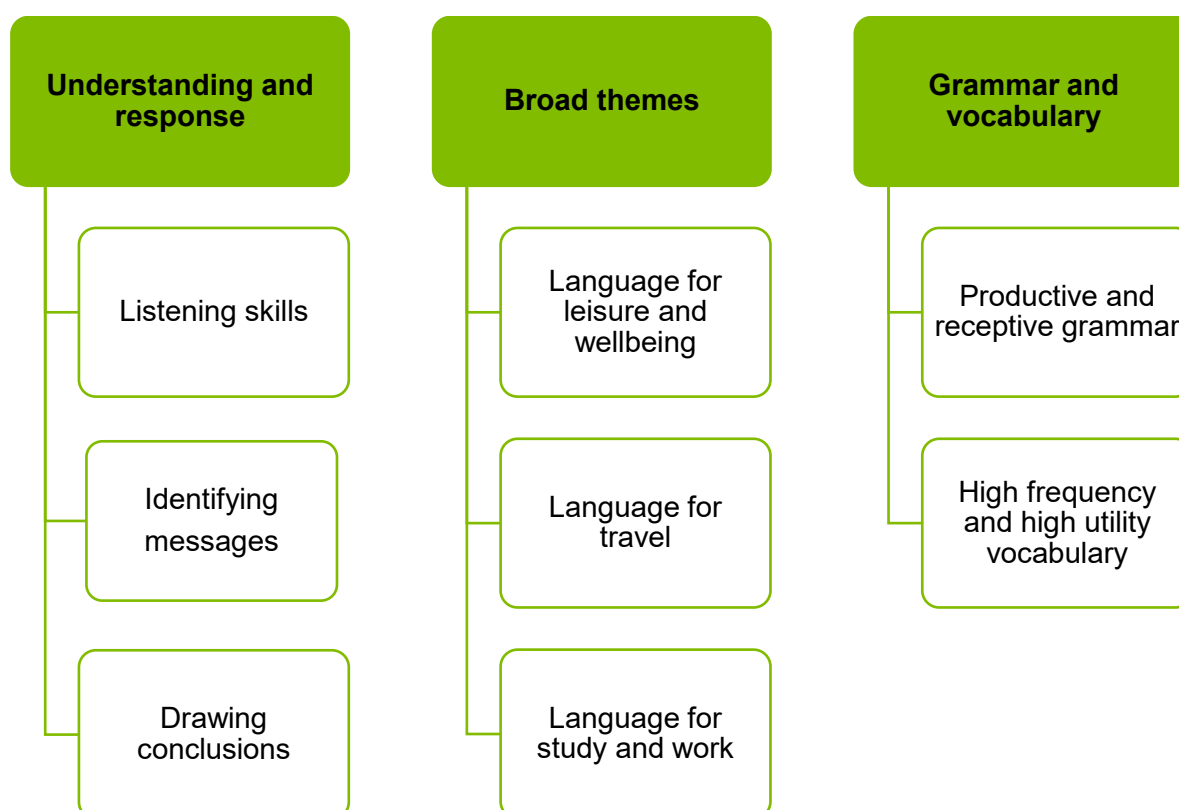 Understanding and
response
Listening skills
Identifying
messages
Drawing
conclusions
Broad themes
Language for
leisure and
wellbeing
Language for
travel
Language for
study and work
Grammar and
vocabulary
Productive and
receptive grammar
High frequency
and high utility
vocabulary